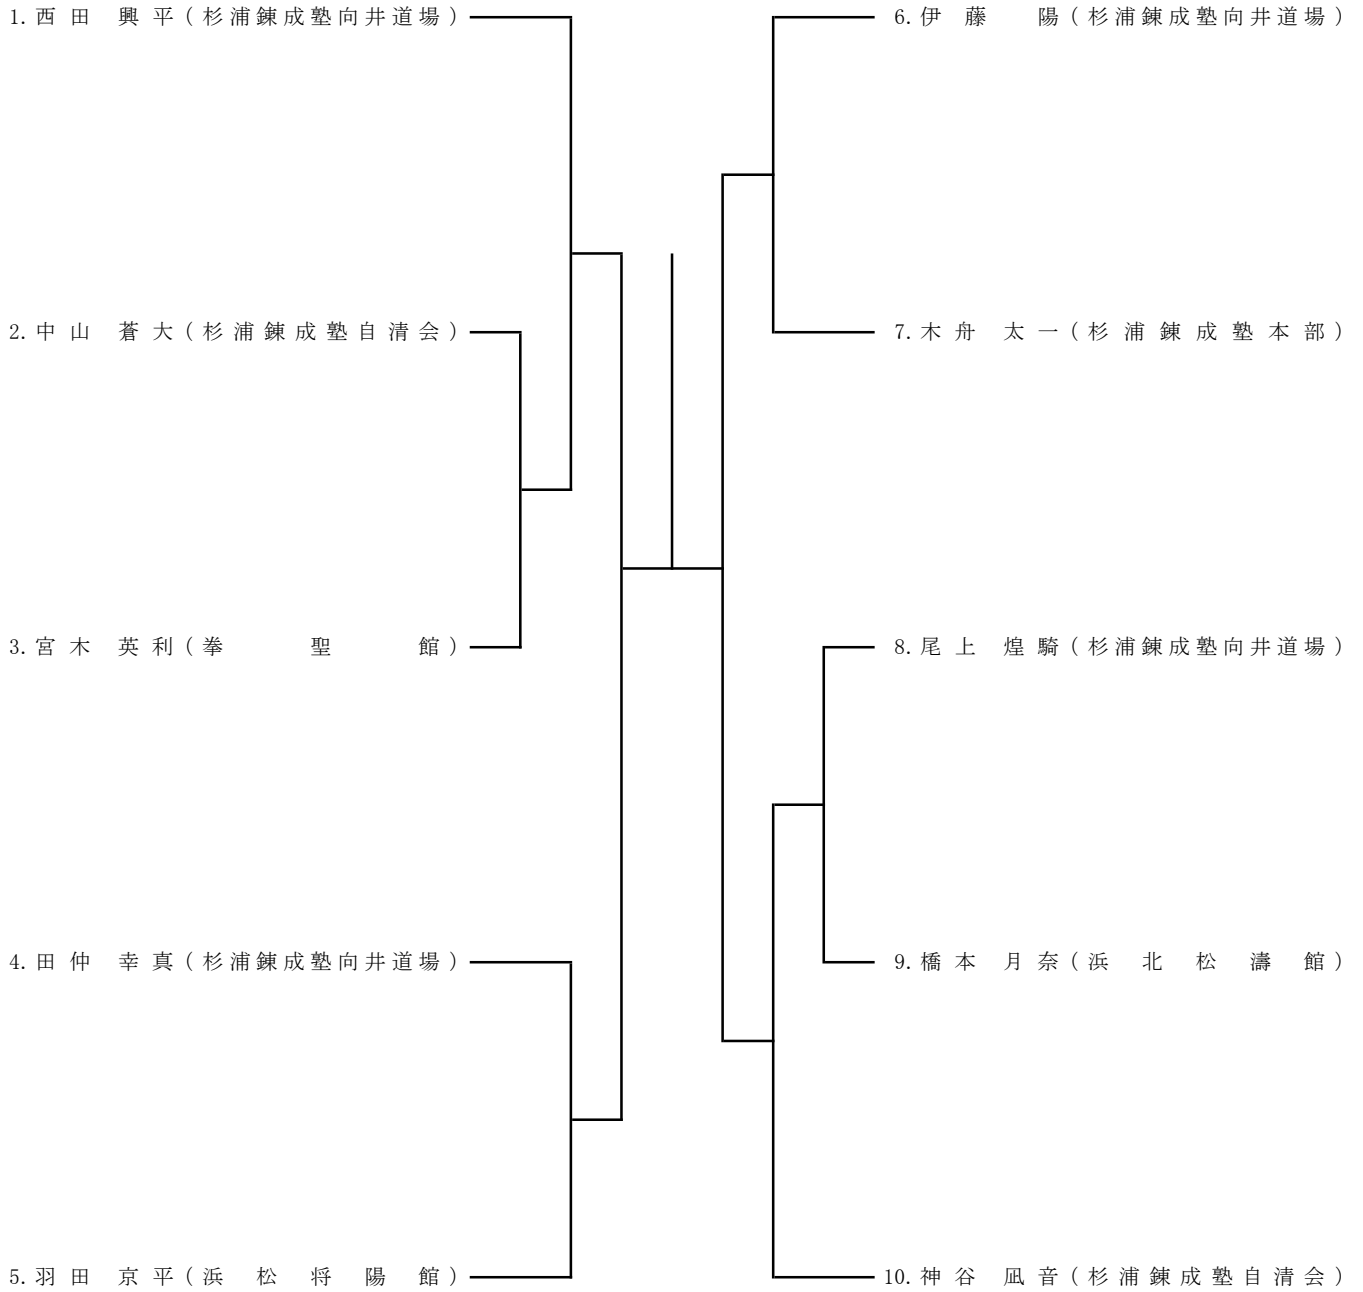 1. 西田 興平(杉浦錬成塾向井道場)
2. 中山 蒼大(杉浦錬成塾自清会)
3. 宮木 英利(拳聖館)
4. 田仲 幸真(杉浦錬成塾向井道場)
5. 羽田 京平(浜松将陽館)
6. 伊藤 陽(杉浦錬成塾向井道場)
7. 木舟 太一(杉浦錬成塾本部)
8. 尾上 煌騎(杉浦錬成塾向井道場)
9. 橋本 月奈(浜北松濤館)
10. 神谷 凪音(杉浦錬成塾自清会)